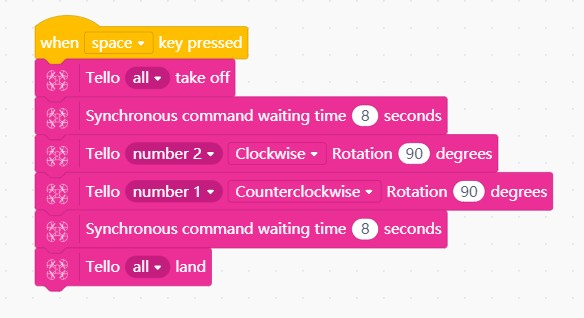 when space key pressed
Tello all take off
Synchronous command waiting time 8 seconds
Tello number 2 Clockwise Rotation 90 degrees
Tello number 1 Counterclockwise Rotation 90 degrees
Synchronous command waiting time 8 seconds
Tello all land